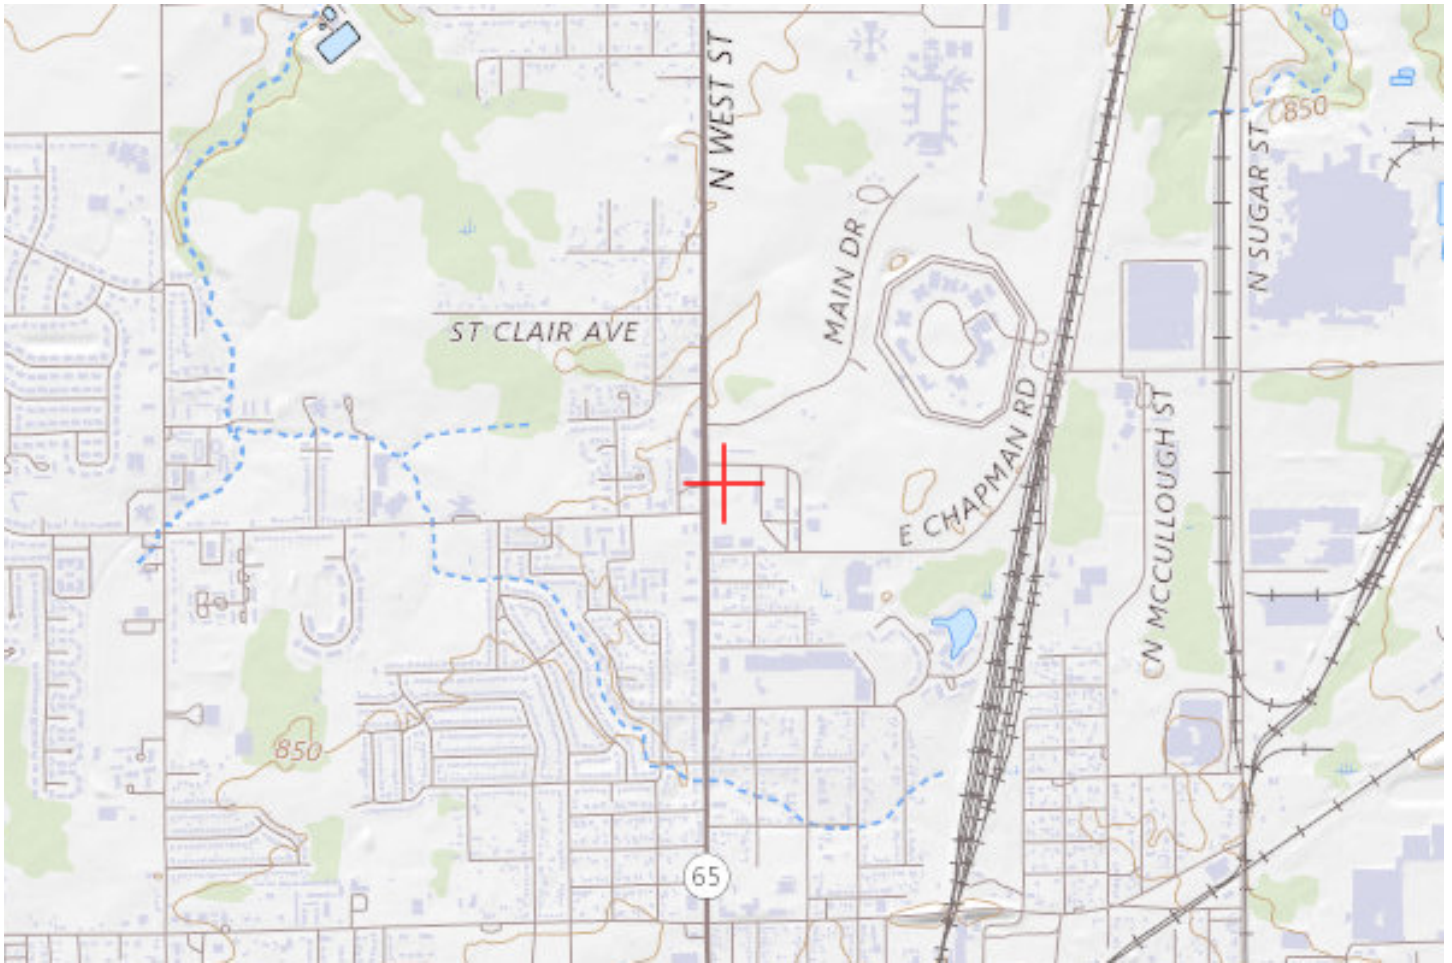 N WEST ST
850
N SUGAR ST
MAIN DR
ST CLAIR AVE
E CHAPMAN RD
N MCCULLOUGH ST
850
65